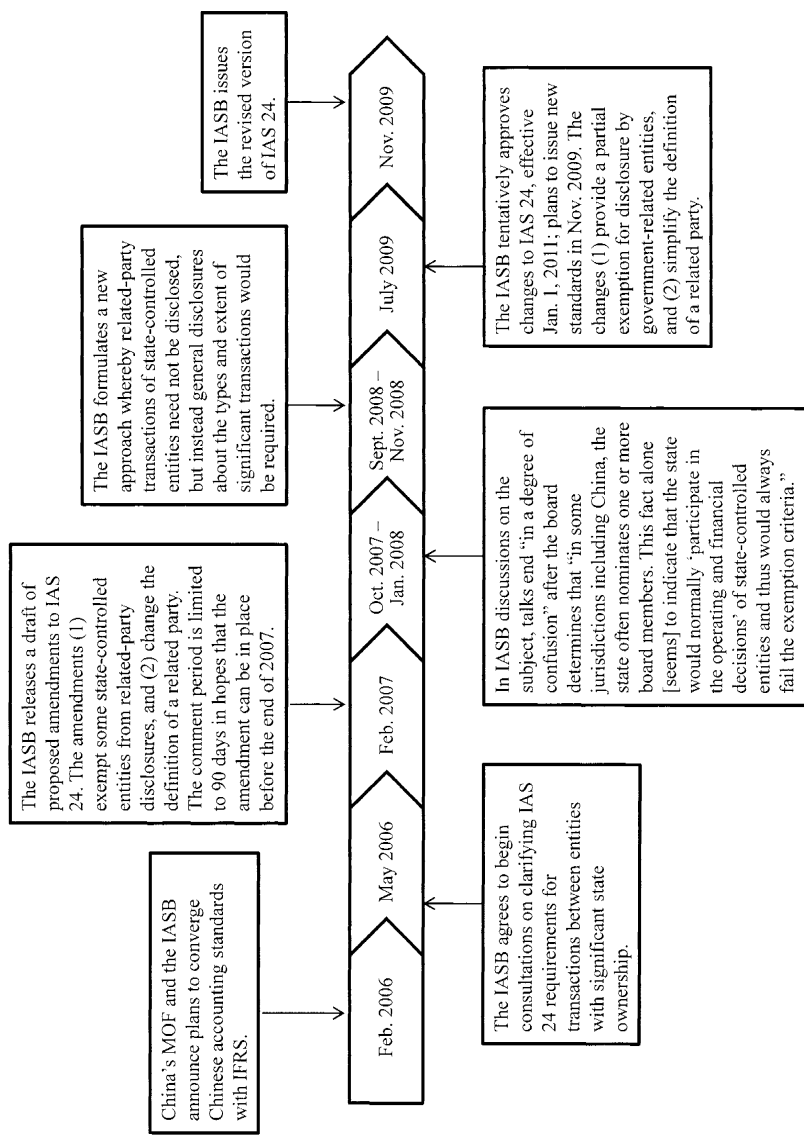 China's MOF and the IASB
announce plans to converge
Chinese accounting standards
with IFRS.
The IASB releases a draft of
proposed amendments to IAS
24. The amendments (1)
exempt some state-controlled
entities from related-party
disclosures, and (2) change the
definition of a related party.
The comment period is limited
to 90 days in hopes that the
amendment can be in place
before the end of 2007.
The IASB formulates a new
approach whereby related-party
transactions of state-controlled
entities need not be disclosed,
but instead general disclosures
about the types and extent of
significant transactions would
be required.
The IASB issues
the revised version
of IAS 24.
Feb. 2006
May 2006
Feb. 2007
Oct. 2007 –
Jan. 2008
Sept. 2008 –
Nov. 2008
July 2009
Nov. 2009
The IASB agrees to begin
consultations on clarifying IAS
24 requirements for
transactions between entities
with significant state
ownership.
In IASB discussions on the
subject, talks end “in a degree of
confusion” after the board
determines that “in some
jurisdictions including China, the
state often nominates one or more
board members. This fact alone
[seems] to indicate that the state
would normally ‘participate in
the operating and financial
decisions’ of state-controlled
entities and thus would always
fail the exemption criteria.”
The IASB tentatively approves
changes to IAS 24, effective
Jan. 1, 2011; plans to issue new
standards in Nov. 2009. The
changes (1) provide a partial
exemption for disclosure by
government-related entities,
and (2) simplify the definition
of a related party.